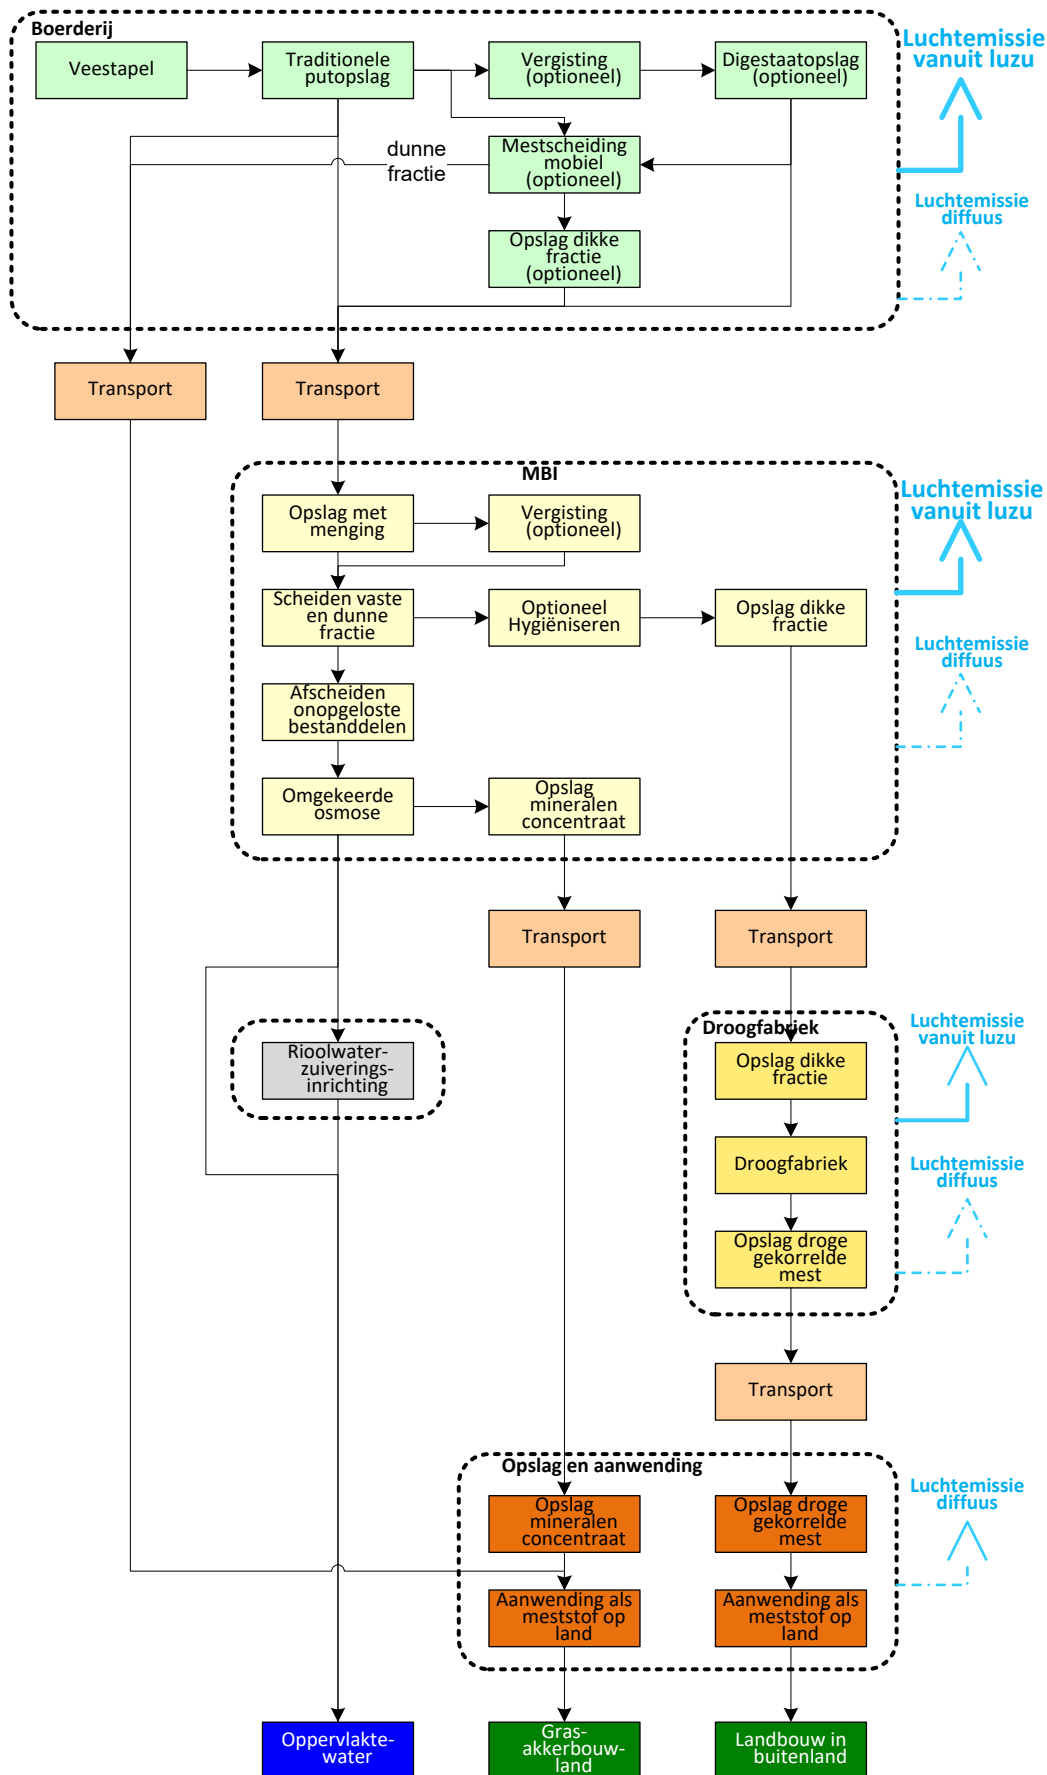 Boerderij
Luchtemissie
vanuit luzu
Veestapel
Traditionele
putopslag
Vergisting
(optioneel)
Digestaatopslag
(optioneel)
dunne
fractie
Mestscheiding
mobiel
(optioneel)
Luchtemissie
diffuus
Opslag dikke
fractie
(optioneel)
Transport
Transport
MBI
Luchtemissie
vanuit luzu
Opslag met
menging
Vergisting
(optioneel)
Scheiden vaste
en dunne
fractie
Optioneel
Hygiëniseren
Opslag dikke
fractie
Luchtemissie
diffuus
Afscheiden
onopgeloste
bestanddelen
Omgekeerde
osmose
Opslag
mineralen
concentraat
Transport
Transport
Droogfabriek
Luchtemissie
vanuit luzu
Rioolwater-
zuiverings-
inrichting
Opslag dikke
fractie
Droogfabriek
Luchtemissie
diffuus
Opslag droge
gekorrelde
mest
Transport
Opslag en aanwending
Luchtemissie
diffuus
Opslag
mineralen
concentraat
Opslag droge
gekorrelde
mest
Aanwending als
meststof op
land
Aanwending als
meststof op
land
Oppervlakte-
water
Gras-
akkerbouw-
land
Landbouw in
buitenland